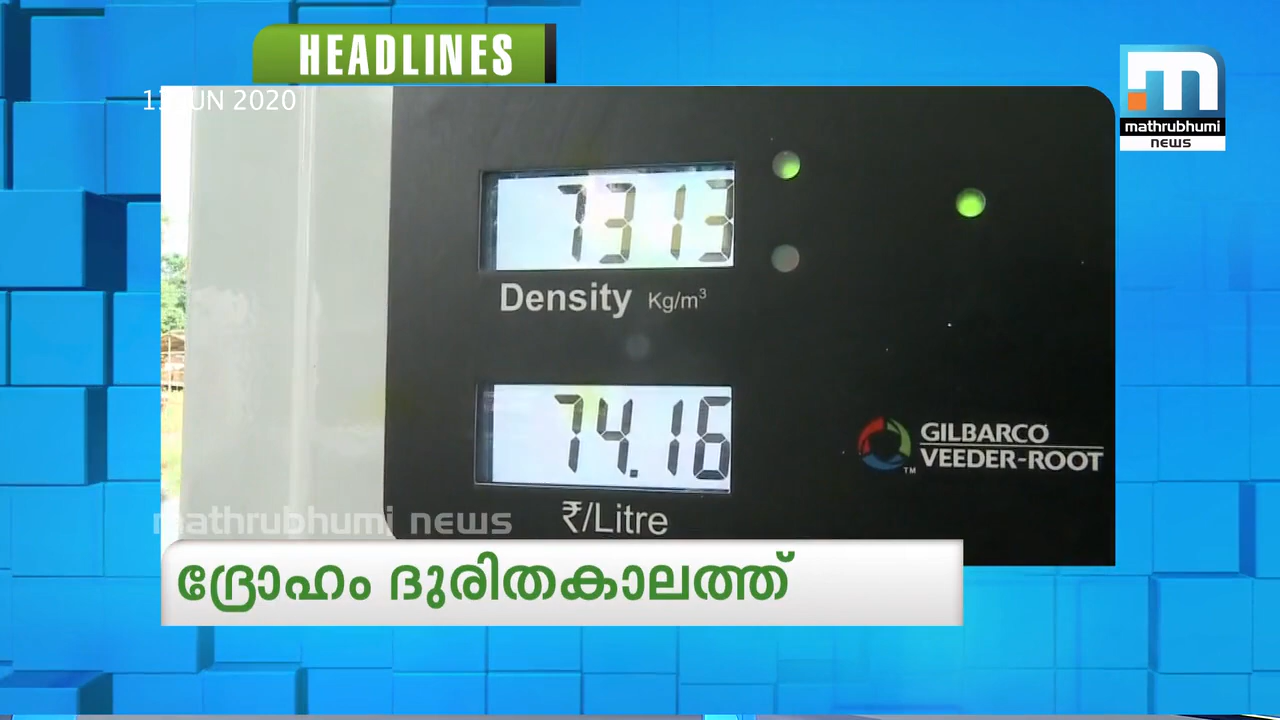 HEADLINES
JUN 2020
mathrubhumi
news
7313
Density Kg/m³
74.16
₹/Litre
GILBARCO
VEEDER-ROOT
TM
mathrubhumi news
ദ്രോഹം ദുരിതകാലത്ത്